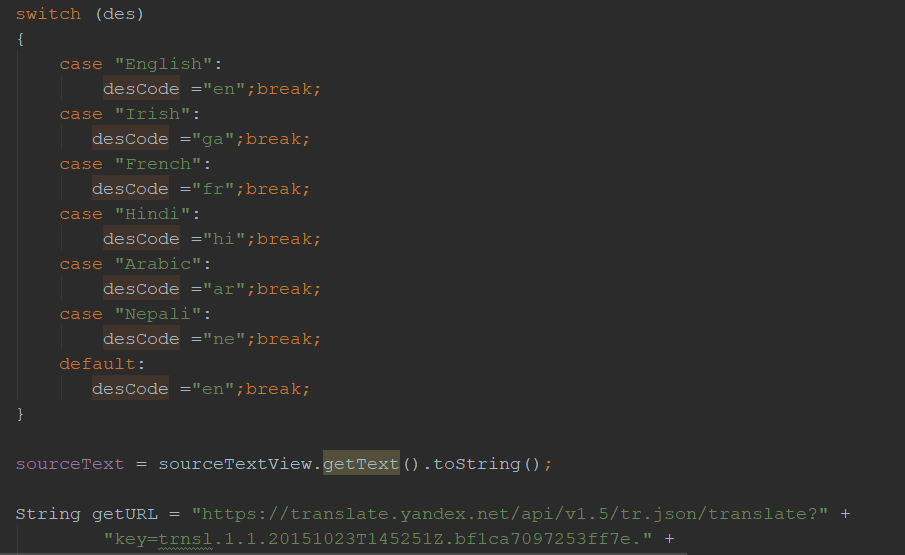 switch (des)
{
case "English":
desCode ="en";break;
case "Irish":
desCode ="ga";break;
case "French":
desCode ="fr";break;
case "Hindi":
desCode ="hi";break;
case "Arabic":
desCode ="ar";break;
case "Nepali":
desCode ="ne";break;
default:
desCode ="en";break;
}
sourceText = sourceTextView.getText().toString();
String getURL = "https://translate.yandex.net/api/v1.5/tr.json/translate?" +
"key=trnsl.1.1.20151023T145251Z.bf1ca7097253ff7e." +